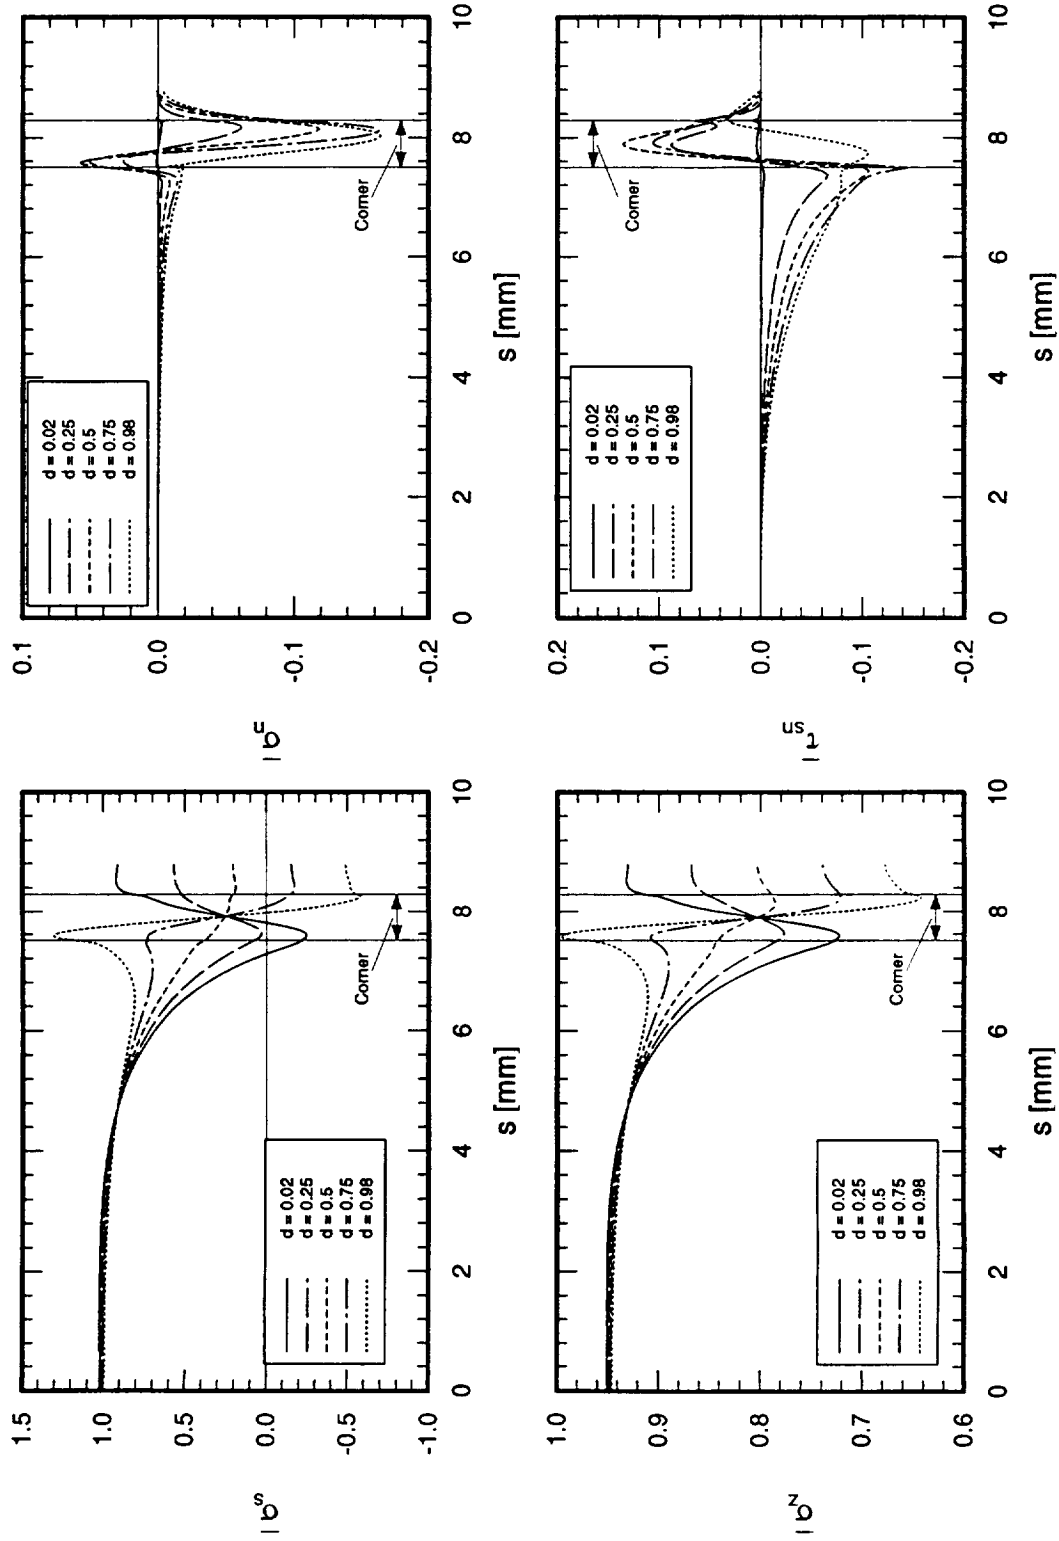 1.5
1.0
0.5
0.0
-0.5
-1.0
σ̄s
0
2
4
6
8
10
s [mm]
d = 0.02
d = 0.25
d = 0.5
d = 0.75
d = 0.98
Corner
0.1
0.0
-0.1
-0.2
σ̄n
0
2
4
6
8
10
s [mm]
d = 0.02
d = 0.25
d = 0.5
d = 0.75
d = 0.98
Corner
1.0
0.9
0.8
0.7
0.6
σ̄z
0
2
4
6
8
10
s [mm]
d = 0.02
d = 0.25
d = 0.5
d = 0.75
d = 0.98
Corner
0.2
0.1
0.0
-0.1
-0.2
τ̄sn
0
2
4
6
8
10
s [mm]
d = 0.02
d = 0.25
d = 0.5
d = 0.75
d = 0.98
Corner